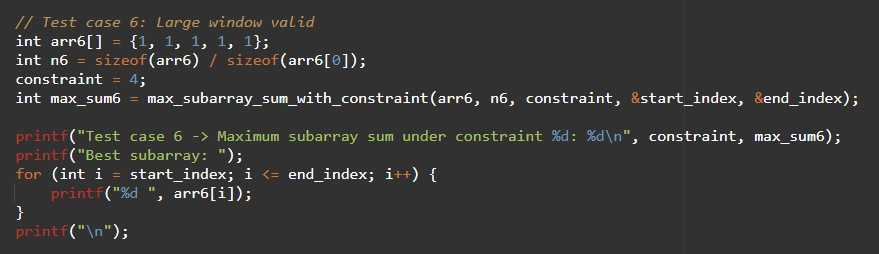 // Test case 6: Large window valid
int arr6[] = {1, 1, 1, 1, 1};
int n6 = sizeof(arr6) / sizeof(arr6[0]);
constraint = 4;
int max_sum6 = max_subarray_sum_with_constraint(arr6, n6, constraint, &start_index, &end_index);

printf("Test case 6 -> Maximum subarray sum under constraint %d: %d\n", constraint, max_sum6);
printf("Best subarray: ");
for (int i = start_index; i <= end_index; i++) {
    printf("%d ", arr6[i]);
}
printf("\n");